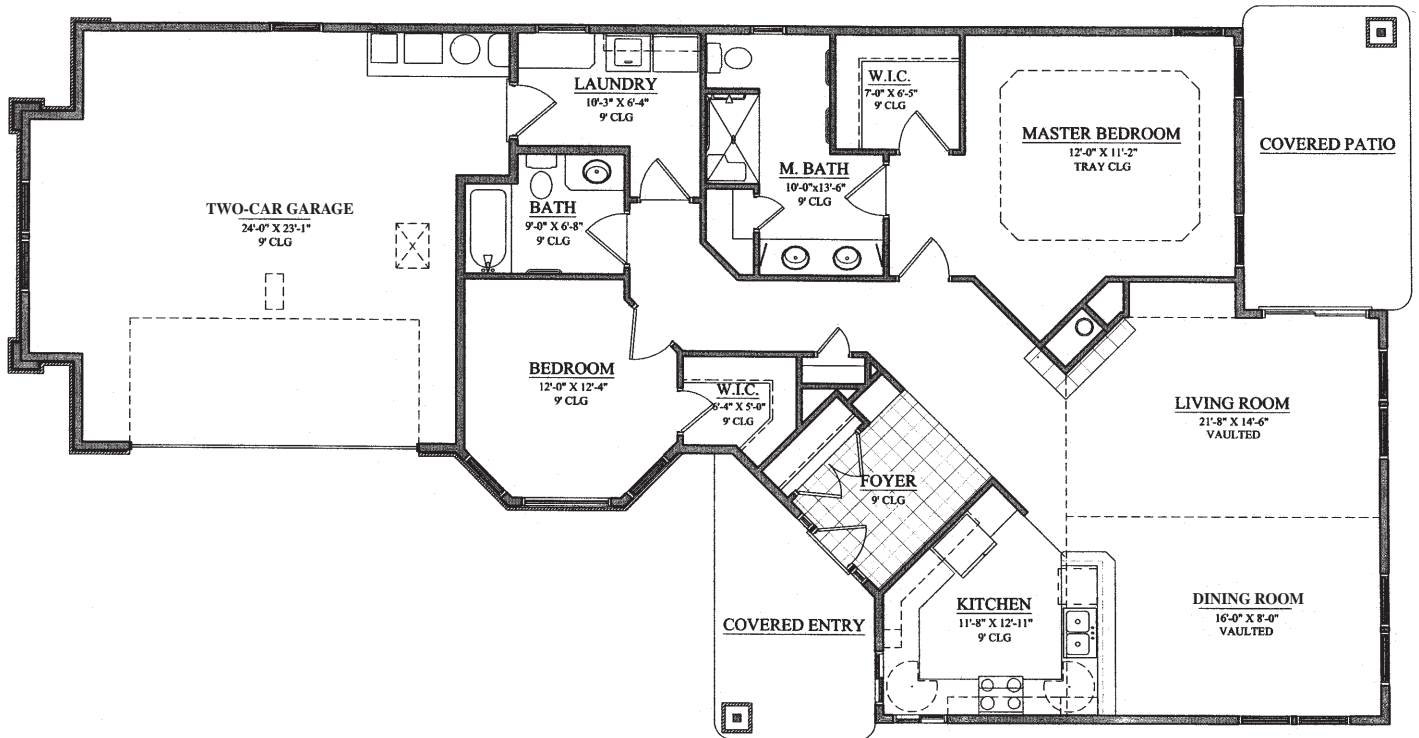 LAUNDRY
10'-3" X 6'-4"
9' CLG
W.I.C.
7'-0" X 6'-5"
9' CLG
MASTER BEDROOM
12'-0" X 11'-2"
TRAY CLG
COVERED PATIO
M. BATH
10'-0"x13'-6"
9' CLG
TWO-CAR GARAGE
24'-0" X 23'-1"
9' CLG
BATH
9'-0" X 6'-8"
9' CLG
BEDROOM
12'-0" X 12'-4"
9' CLG
W.I.C.
6'-4" X 5'-0"
9' CLG
LIVING ROOM
21'-8" X 14'-6"
VAULTED
FOYER
9' CLG
KITCHEN
11'-8" X 12'-11"
9' CLG
DINING ROOM
16'-0" X 8'-0"
VAULTED
COVERED ENTRY